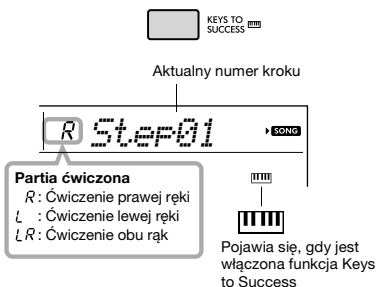 KEYS TO
SUCCESS
Aktualny numer kroku
R Step01
SONG
Partia ćwiczona
R : Ćwiczenie prawej ręki
L : Ćwiczenie lewej ręki
LR : Ćwiczenie obu rąk
Pojawia się, gdy jest
włączona funkcja Keys
to Success